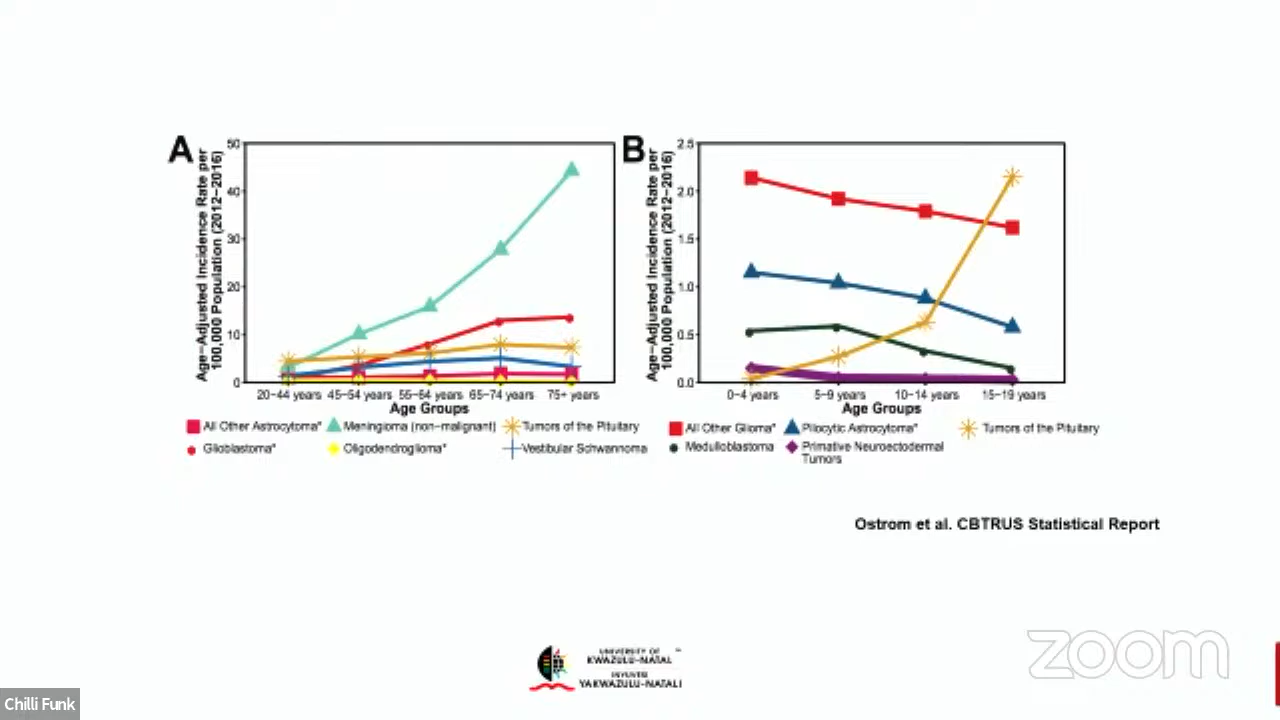 A
Age-Adjusted Incidence Rate per
100,000 Population (2012-2016)
50
40
30
20
10
0
20-44 years 45-54 years 55-64 years 65-74 years 75+ years
Age Groups
All Other Astrocytoma* Meningioma (non-malignant) Tumors of the Pituitary
Glioblastoma* Oligodendroglioma* Vestibular Schwannoma
B
Age-Adjusted Incidence Rate per
100,000 Population (2012-2016)
2.5
2.0
1.5
1.0
0.5
0.0
0-4 years 5-9 years 10-14 years 15-19 years
Age Groups
All Other Glioma* Pilocytic Astrocytoma* Tumors of the Pituitary
Medulloblastoma Primative Neuroectodermal
Tumors
Ostrom et al. CBTRUS Statistical Report
UNIVERSITY OF
KWAZULU-NATAL
INYUVESI
YAKWAZULU-NATALI
zoom
Chilli Funk